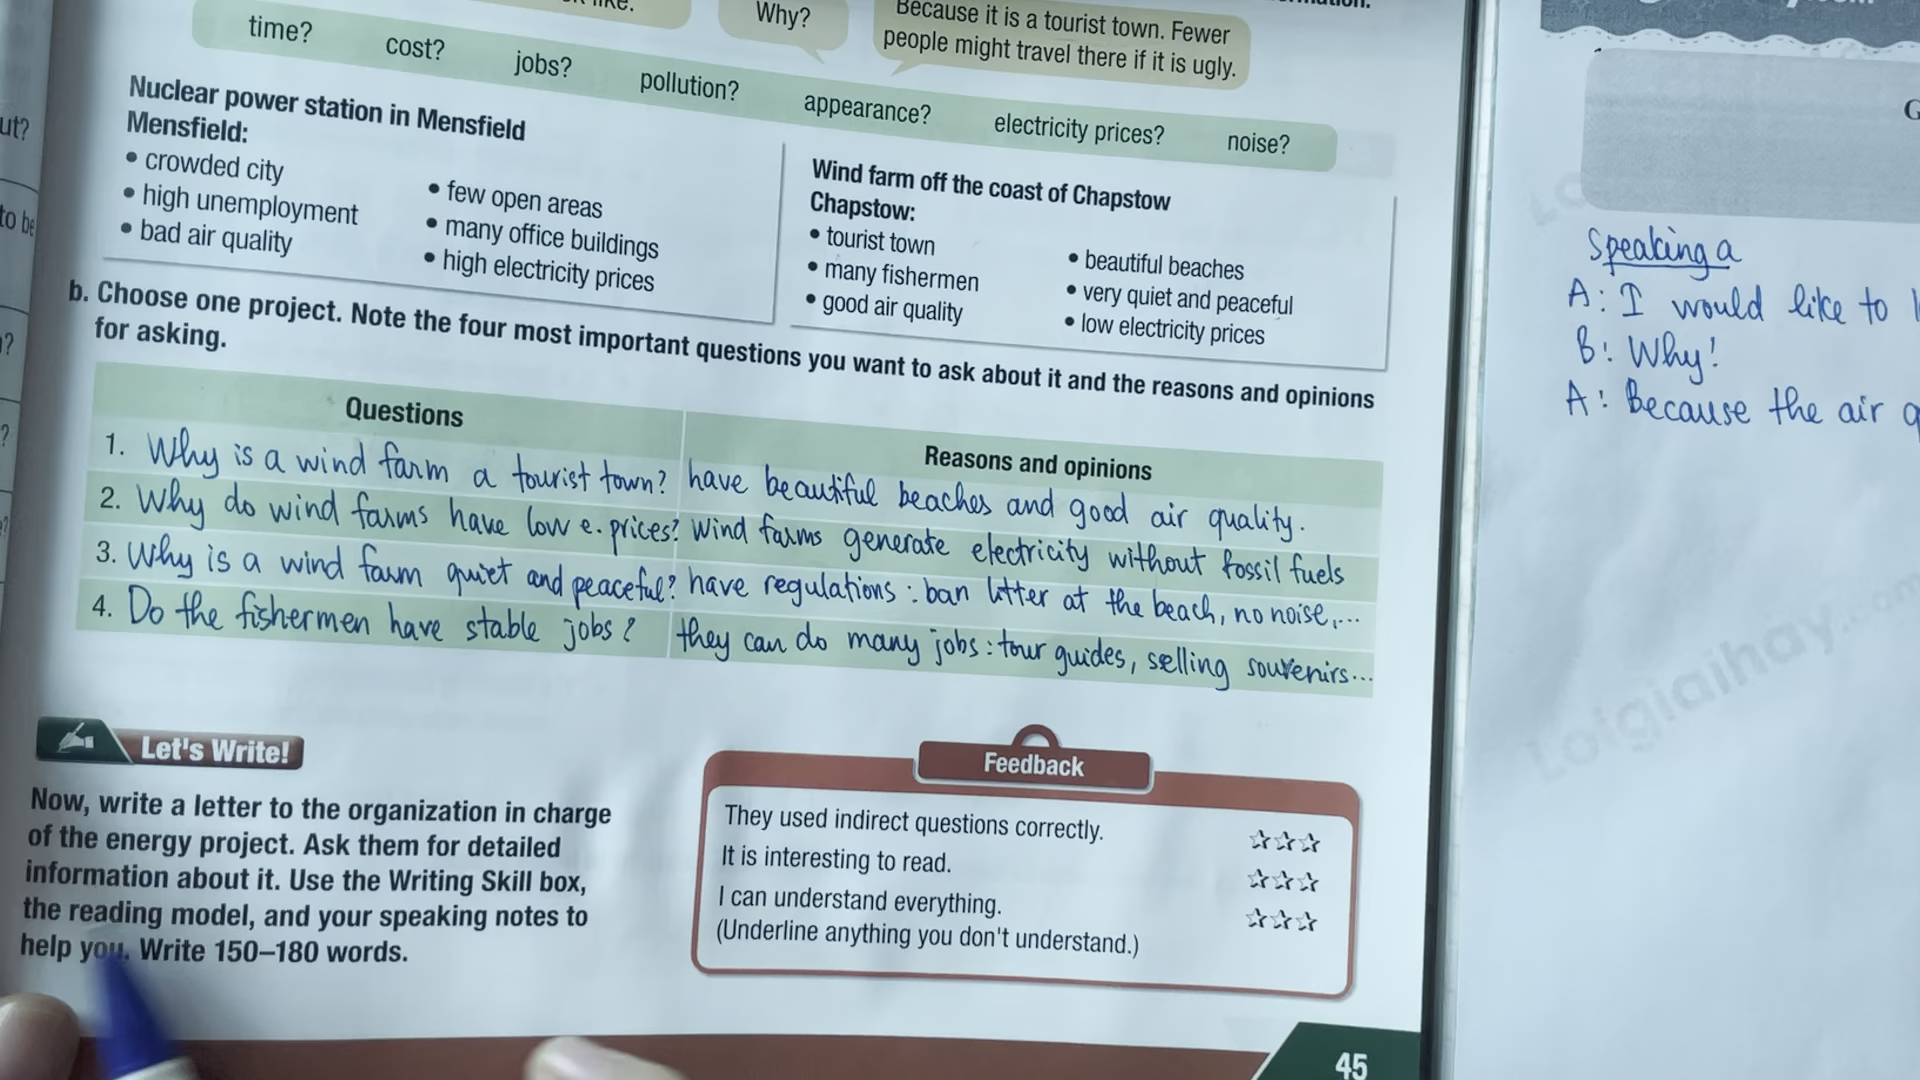 Why?
Because it is a tourist town. Fewer
people might travel there if it is ugly.
time?
cost?
jobs?
pollution?
appearance?
electricity prices?
noise?
Nuclear power station in Mensfield
Mensfield:
• crowded city
• high unemployment
• bad air quality
• few open areas
• many office buildings
• high electricity prices
Wind farm off the coast of Chapstow
Chapstow:
• tourist town
• many fishermen
• good air quality
• beautiful beaches
• very quiet and peaceful
• low electricity prices
b. Choose one project. Note the four most important questions you want to ask about it and the reasons and opinions
for asking.
Questions
Reasons and opinions
1. Why is a wind farm a tourist town? have beautiful beaches and good air quality.
2. Why do wind farms have low e. prices? Wind farms generate electricity without fossil fuels
3. Why is a wind farm quiet and peaceful? have regulations: ban litter at the beach, no noise,...
4. Do the fishermen have stable jobs? they can do many jobs: tour guides, selling souvenirs...
Let's Write!
Now, write a letter to the organization in charge
of the energy project. Ask them for detailed
information about it. Use the Writing Skill box,
the reading model, and your speaking notes to
help you. Write 150–180 words.
Feedback
They used indirect questions correctly. ☆☆☆
It is interesting to read. ☆☆☆
I can understand everything. ☆☆☆
(Underline anything you don't understand.)
45
Speaking a
A: I would like to
B: Why!
A: Because the air
Loigiaihay.com